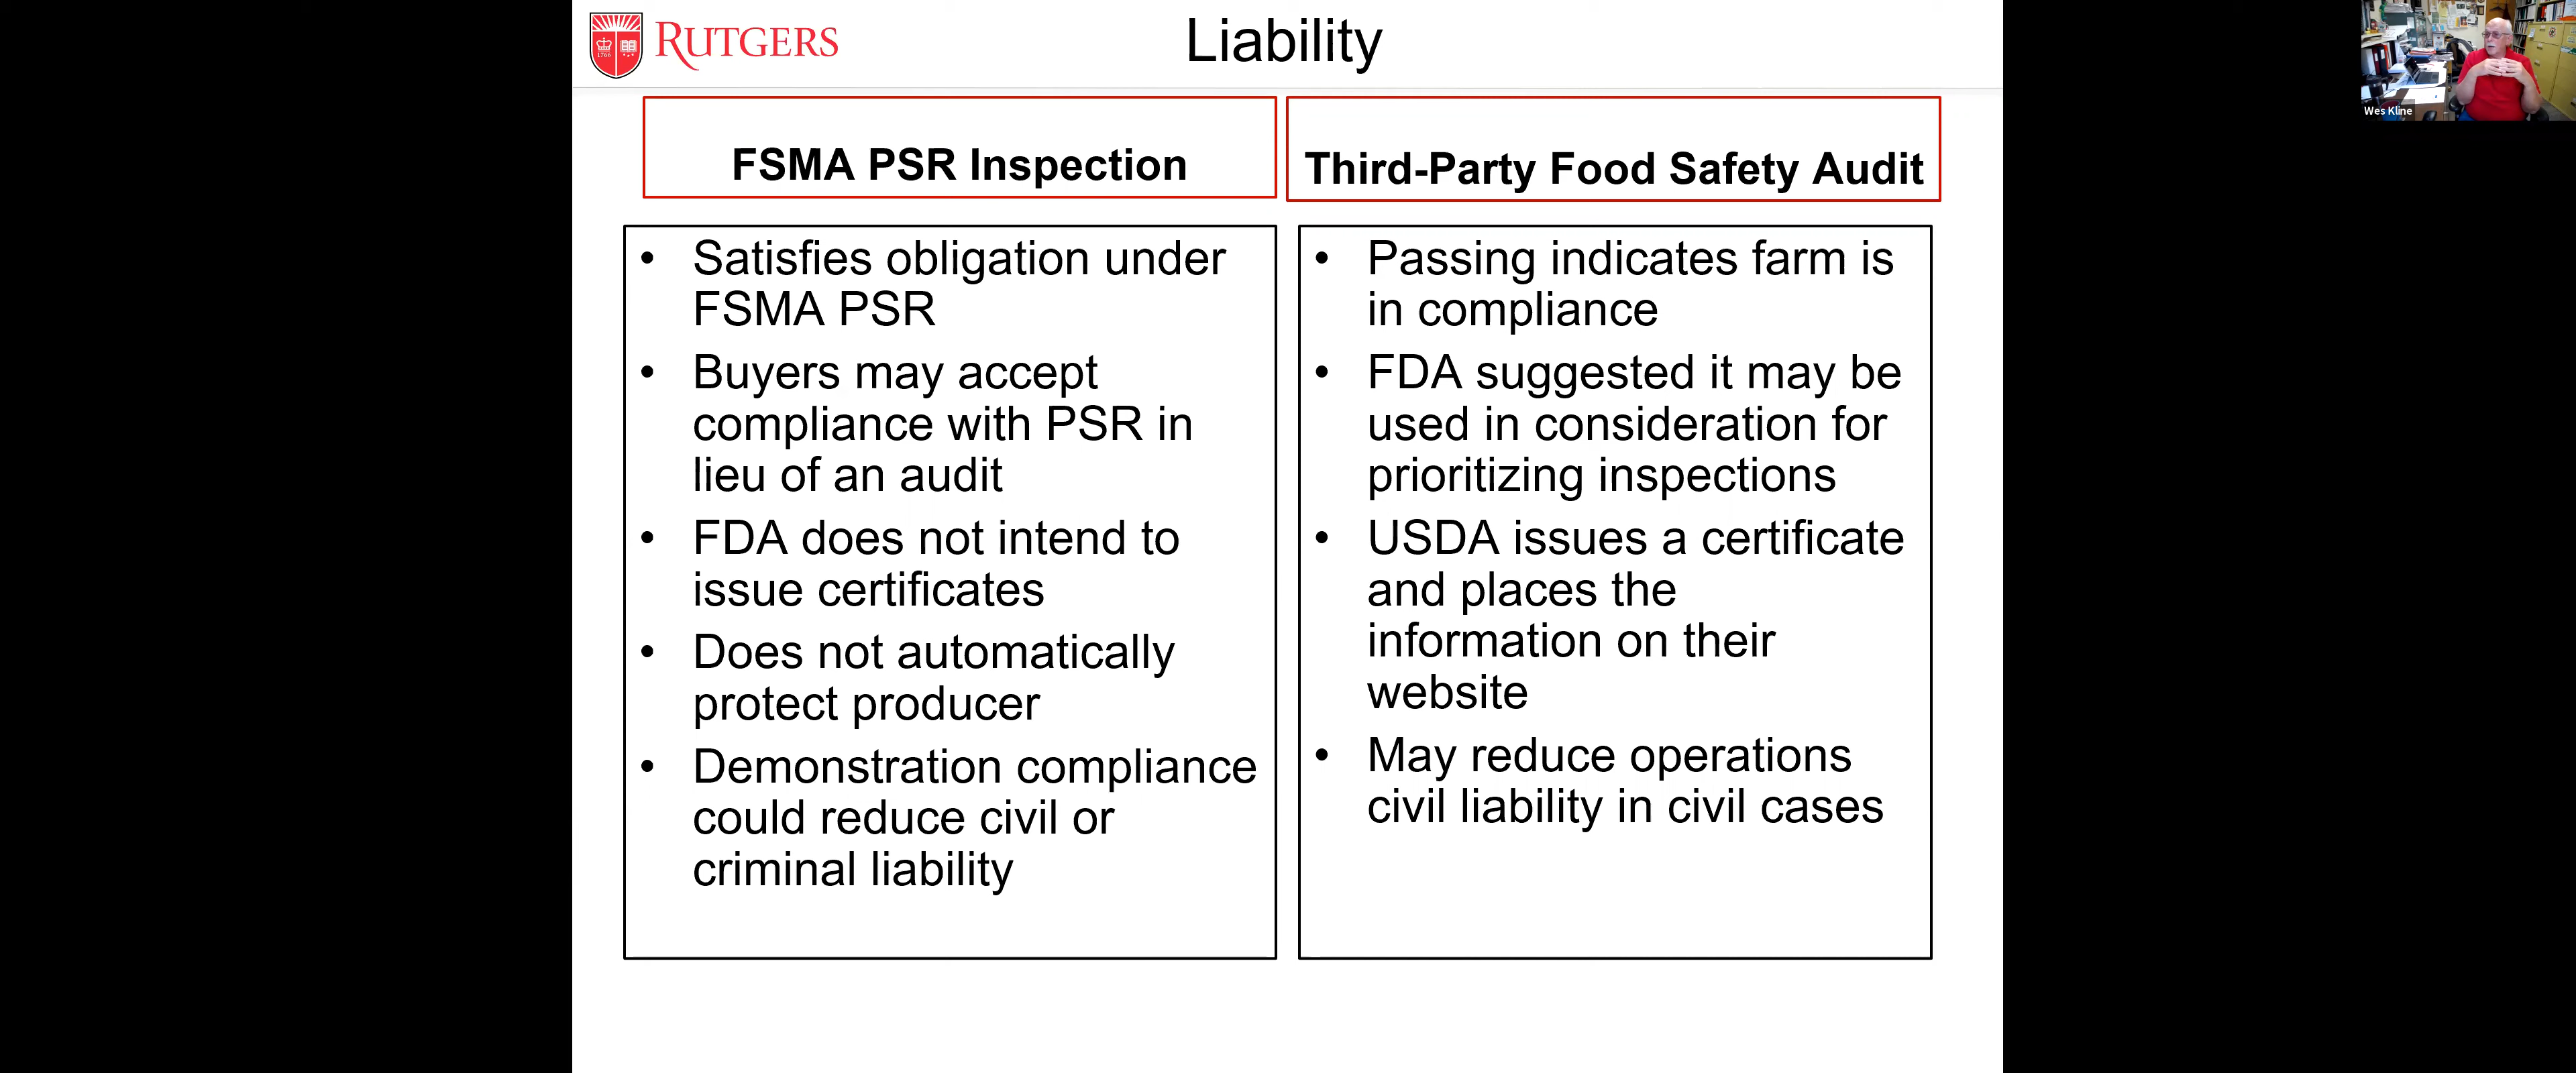 RUTGERS
1766
Liability
FSMA PSR Inspection
Third-Party Food Safety Audit
• Satisfies obligation under
FSMA PSR
• Buyers may accept
compliance with PSR in
lieu of an audit
• FDA does not intend to
issue certificates
• Does not automatically
protect producer
• Demonstration compliance
could reduce civil or
criminal liability
• Passing indicates farm is
in compliance
• FDA suggested it may be
used in consideration for
prioritizing inspections
• USDA issues a certificate
and places the
information on their
website
• May reduce operations
civil liability in civil cases
Wes Kline